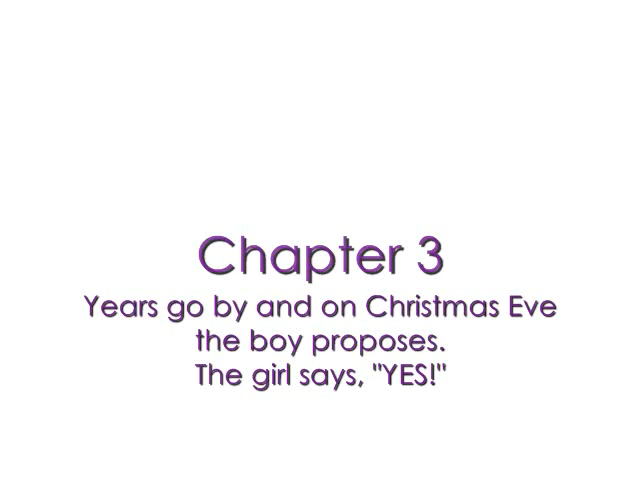 Chapter 3
Years go by and on Christmas Eve
the boy proposes.
The girl says, "YES!"